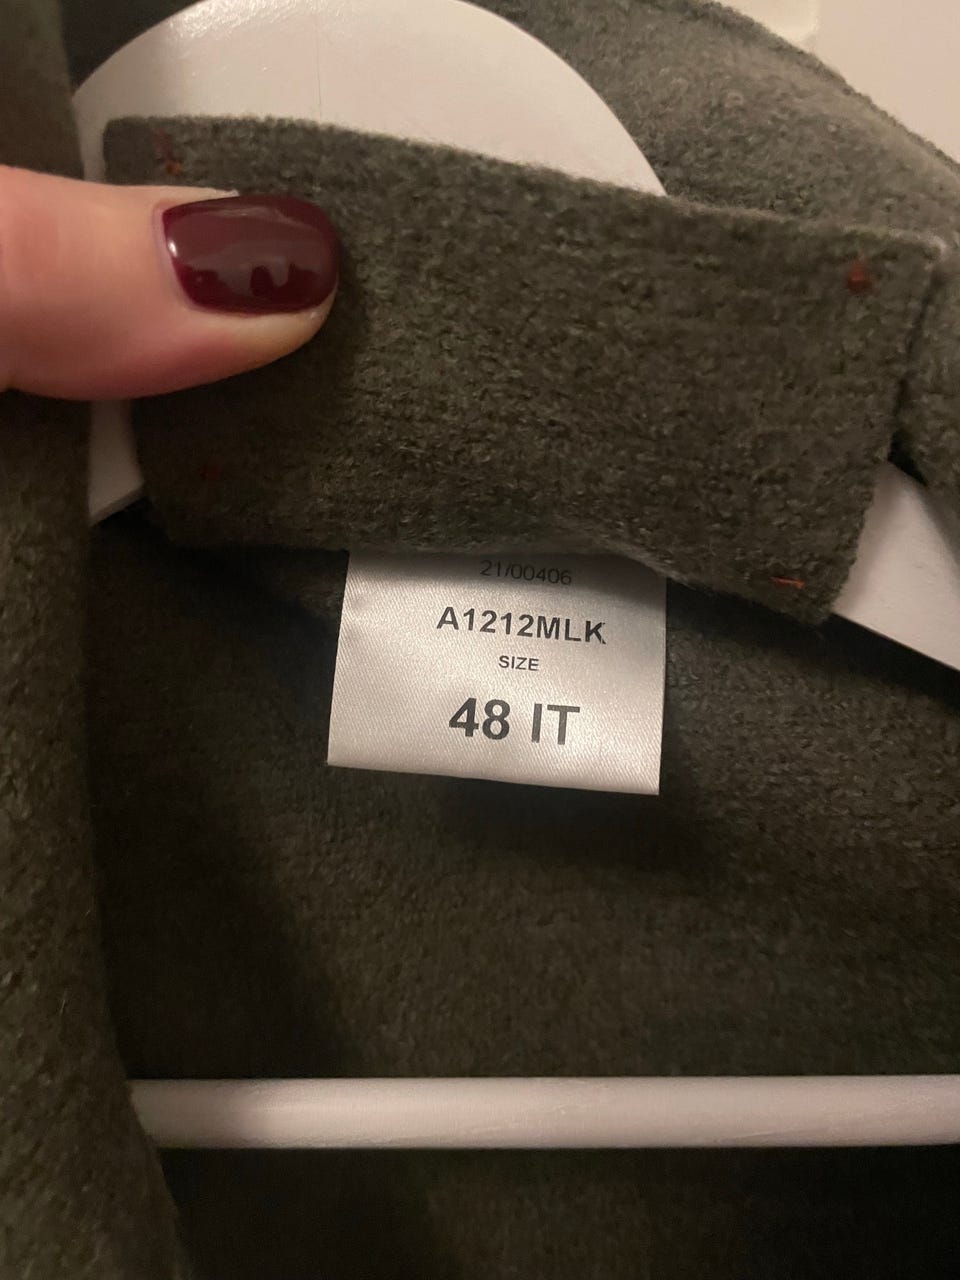 21/00406
A1212MLK
SIZE
48 IT